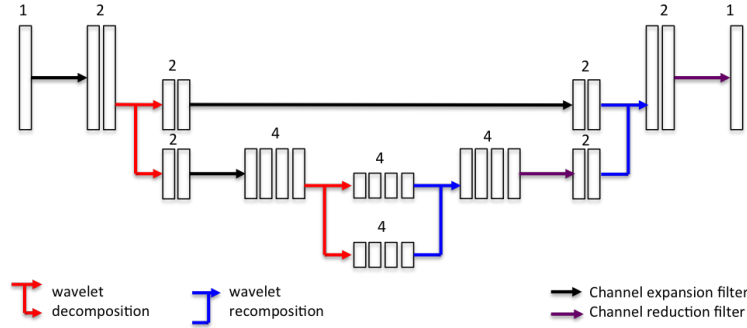 1
2
2
1
2
2
2
4
4
4
2
4
wavelet
decomposition
wavelet
recomposition
Channel expansion filter
Channel reduction filter